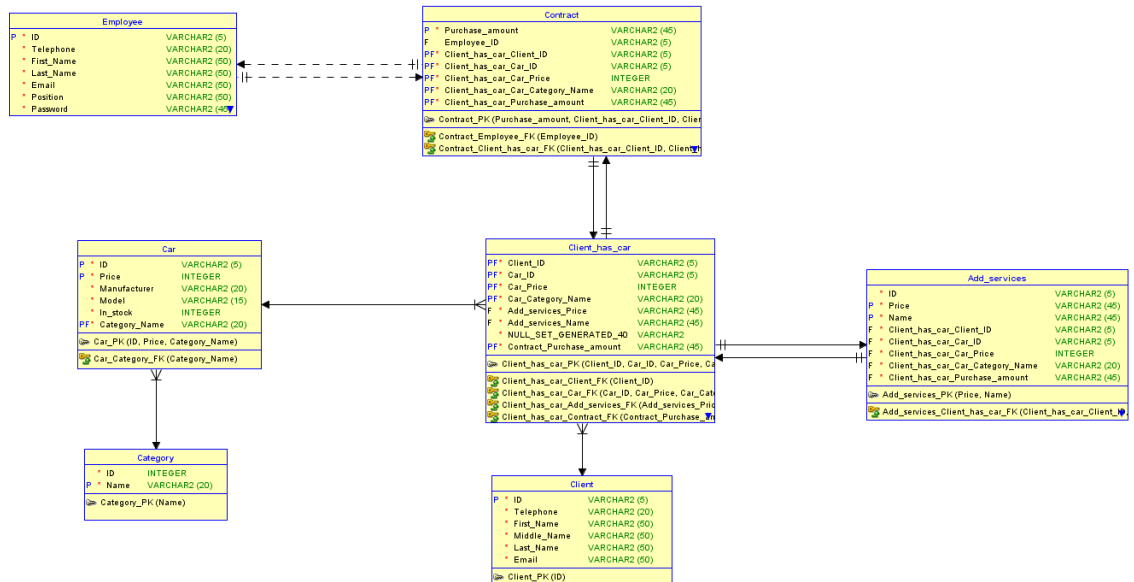 Employee
P * ID VARCHAR2 (5)
* Telephone VARCHAR2 (20)
* First_Name VARCHAR2 (50)
* Last_Name VARCHAR2 (50)
* Email VARCHAR2 (50)
* Position VARCHAR2 (50)
* Password VARCHAR2 (45)
Contract
P * Purchase_amount VARCHAR2 (45)
F Employee_ID VARCHAR2 (5)
PF* Client_has_car_Client_ID VARCHAR2 (5)
PF* Client_has_car_Car_ID VARCHAR2 (5)
PF* Client_has_car_Car_Price INTEGER
PF* Client_has_car_Car_Category_Name VARCHAR2 (20)
PF* Client_has_car_Purchase_amount VARCHAR2 (45)
Contract_PK (Purchase_amount, Client_has_car_Client_ID, Clien
Contract_Employee_FK (Employee_ID)
Contract_Client_has_car_FK (Client_has_car_Client_ID,
Car
P * ID VARCHAR2 (5)
P * Price INTEGER
* Manufacturer VARCHAR2 (20)
* Model VARCHAR2 (15)
* In_stock INTEGER
PF* Category_Name VARCHAR2 (20)
Car_PK (ID, Price, Category_Name)
Car_Category_FK (Category_Name)
Client_has_car
PF* Client_ID VARCHAR2 (5)
PF* Car_ID VARCHAR2 (5)
PF* Car_Price INTEGER
PF* Car_Category_Name VARCHAR2 (20)
F * Add_services_Price VARCHAR2 (45)
F * Add_services_Name VARCHAR2 (45)
* NULL_SET_GENERATED_40 VARCHAR2
PF* Contract_Purchase_amount VARCHAR2 (45)
Client_has_car_PK (Client_ID, Car_ID, Car_Price, Ca
Client_has_car_Client_FK (Client_ID)
Client_has_car_Car_FK (Car_ID, Car_Price, Car_Cat
Client_has_car_Add_services_FK (Add_services_Pric
Client_has_car_Contract_FK (Contract_Purchase_
Add_services
* ID VARCHAR2 (5)
P * Price VARCHAR2 (45)
P * Name VARCHAR2 (45)
F * Client_has_car_Client_ID VARCHAR2 (5)
F * Client_has_car_Car_ID VARCHAR2 (5)
F * Client_has_car_Car_Price INTEGER
F * Client_has_car_Car_Category_Name VARCHAR2 (20)
F * Client_has_car_Purchase_amount VARCHAR2 (45)
Add_services_PK (Price, Name)
Add_services_Client_has_car_FK (Client_has_car_Client_
Category
* ID INTEGER
P * Name VARCHAR2 (20)
Category_PK (Name)
Client
P * ID VARCHAR2 (5)
* Telephone VARCHAR2 (20)
* First_Name VARCHAR2 (50)
* Middle_Name VARCHAR2 (50)
* Last_Name VARCHAR2 (50)
* Email VARCHAR2 (50)
Client_PK (ID)